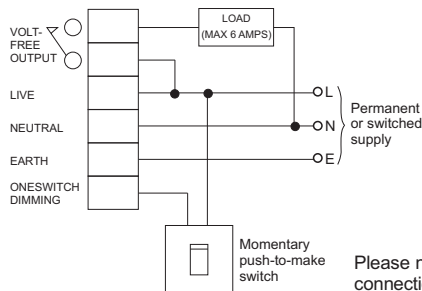 VOLT-
FREE
OUTPUT
LIVE
NEUTRAL
EARTH
ONESWITCH
DIMMING
LOAD
(MAX 6 AMPS)
L
N
E
Permanent
or switched
supply
Momentary
push-to-make
switch
Please
connecti